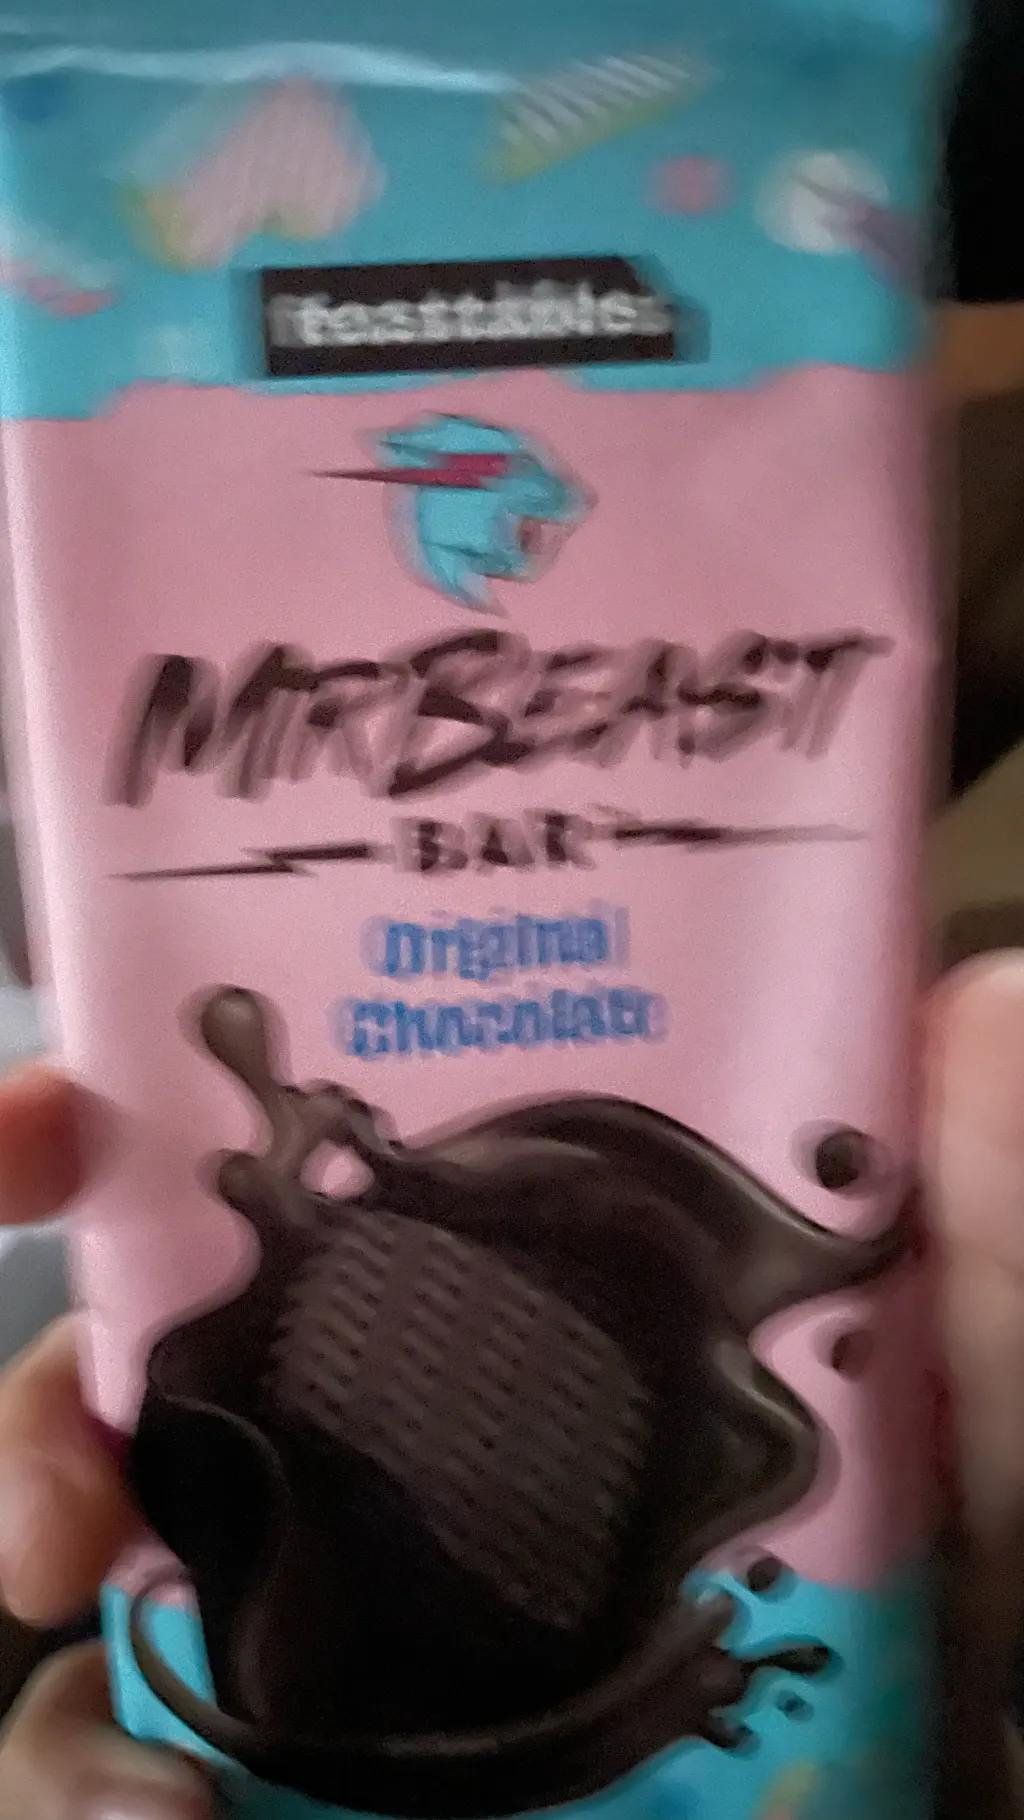 feastables
MRBEAST
BAR
Original
Chocolate